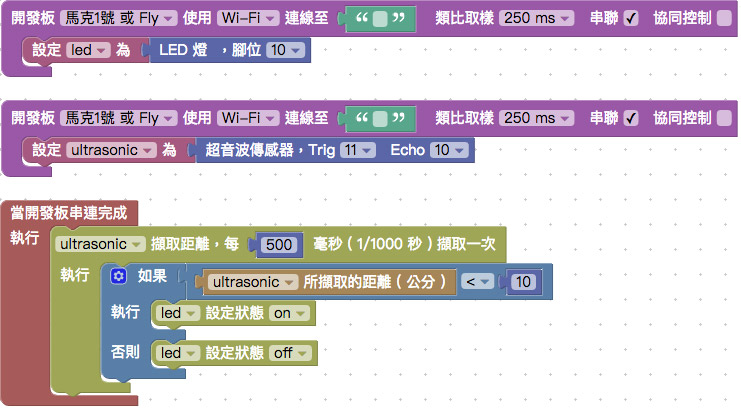 開發板 馬克1號 或 Fly 使用 Wi-Fi 連線至 “ ” 類比取樣 250 ms 串聯 ✓ 協同控制
設定 led 為 LED 燈 ，腳位 10
開發板 馬克1號 或 Fly 使用 Wi-Fi 連線至 “ ” 類比取樣 250 ms 串聯 ✓ 協同控制
設定 ultrasonic 為 超音波傳感器，Trig 11 Echo 10
當開發板串連完成
執行 ultrasonic 擷取距離，每 500 毫秒 ( 1/1000 秒 ) 擷取一次
執行 如果 ultrasonic 所擷取的距離 ( 公分 ) < 10
執行 led 設定狀態 on
否則 led 設定狀態 off